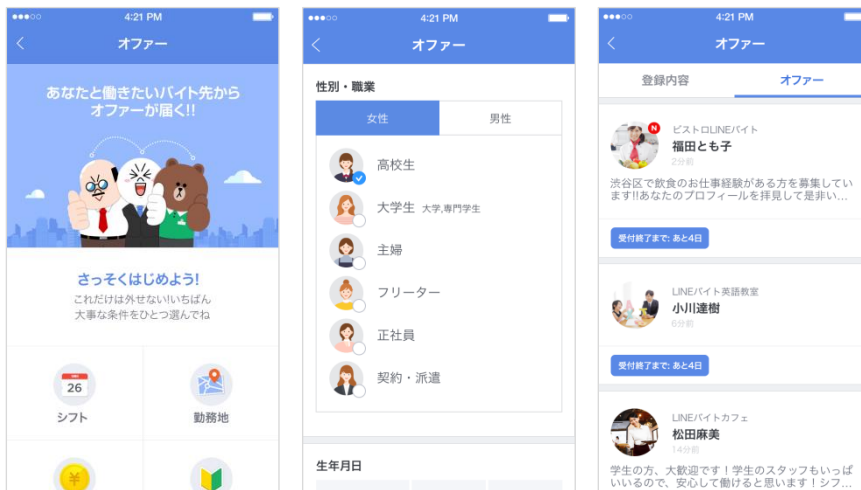 4:21 PM
オファー
あなたと働きたいバイト先から
オファーが届く!!
さっそくはじめよう!
これだけは外せない!いちばん
大事な条件をひとつ選んでね
26
シフト
勤務地
4:21 PM
オファー
性別・職業
女性
男性
高校生
大学生 大学,専門学生
主婦
フリーター
正社員
契約・派遣
生年月日
4:21 PM
オファー
登録内容
オファー
N
ビストロLINEバイト
福田とも子
2分前
渋谷区で飲食のお仕事経験がある方を募集してい
ます!!あなたのプロフィールを拝見して是非い...
受付終了まで: あと4日
LINEバイト英語教室
小川達樹
6分前
受付終了まで: あと4日
LINEバイトカフェ
松田麻美
14分前
学生の方、大歓迎です！学生のスタッフもいっぱ
いいるので、安心して働けると思います！シフ...